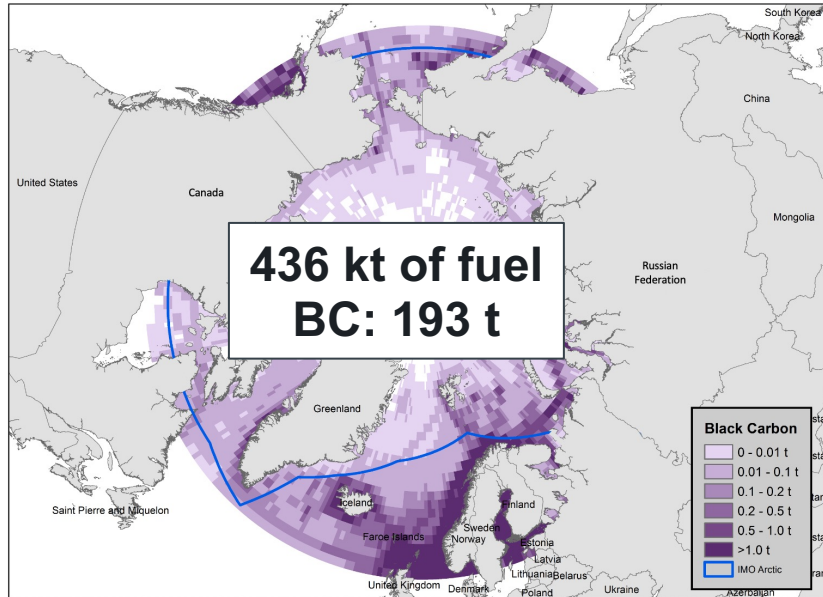 South Korea
North Korea
China
United States
Canada
Mongolia
436 kt of fuel
BC: 193 t
Russian
Federation
Greenland
Black Carbon
0 - 0.01 t
0.01 - 0.1 t
0.1 - 0.2 t
0.2 - 0.5 t
0.5 - 1.0 t
>1.0 t
IMO Arctic
Iceland
Finland
Saint Pierre and Miquelon
Sweden
Faroe Islands
Norway
Estonia
Latvia
Lithuania
Belarus
United Kingdom
Denmark
Poland
Ukraine
Azerbaijan